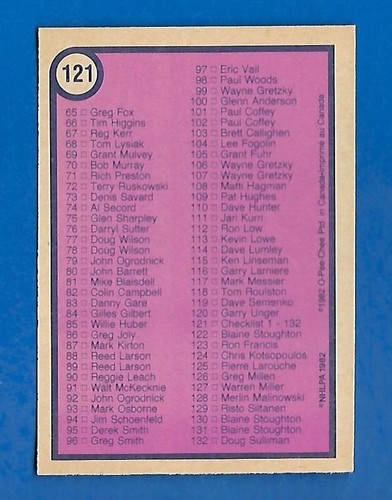 121
65 □ Greg Fox
66 □ Tim Higgins
67 □ Reg Kerr
68 □ Tom Lysiak
69 □ Grant Mulvey
70 □ Bob Murray
71 □ Rich Preston
72 □ Terry Ruskowski
73 □ Denis Savard
74 □ Al Secord
75 □ Glen Sharpley
76 □ Darryl Sutter
77 □ Doug Wilson
78 □ Doug Wilson
79 □ John Ogrodnick
80 □ John Barrett
81 □ Mike Blaisdell
82 □ Colin Campbell
83 □ Danny Gare
84 □ Gilles Gilbert
85 □ Willie Huber
86 □ Greg Joly
87 □ Mark Kirton
88 □ Reed Larson
89 □ Reed Larson
90 □ Reggie Leach
91 □ Walt McKecknie
92 □ John Ogrodnick
93 □ Mark Osborne
94 □ Jim Schoenfeld
95 □ Derek Smith
96 □ Greg Smith
97 □ Eric Vail
98 □ Paul Woods
99 □ Wayne Gretzky
100 □ Glenn Anderson
101 □ Paul Coffey
102 □ Paul Coffey
103 □ Brett Callighen
104 □ Lee Fogolin
105 □ Grant Fuhr
106 □ Wayne Gretzky
107 □ Wayne Gretzky
108 □ Matti Hagman
109 □ Pat Hughes
110 □ Dave Hunter
111 □ Jari Kurri
112 □ Ron Low
113 □ Kevin Lowe
114 □ Dave Lumley
115 □ Ken Linseman
116 □ Garry Larniere
117 □ Mark Messier
118 □ Tom Roulston
119 □ Dave Semenko
120 □ Garry Unger
121 □ Checklist 1 - 132
122 □ Blaine Stoughton
123 □ Ron Francis
124 □ Chris Kotsopoulos
125 □ Pierre Larouche
126 □ Greg Millen
127 □ Warren Miller
128 □ Merlin Malinowski
129 □ Risto Siltanen
130 □ Blaine Stoughton
131 □ Blaine Stoughton
132 □ Doug Sulliman
*NHLPA 1982. ©1982 O-Pee-Chee Ptd. in Canada-Imprimé au Canada